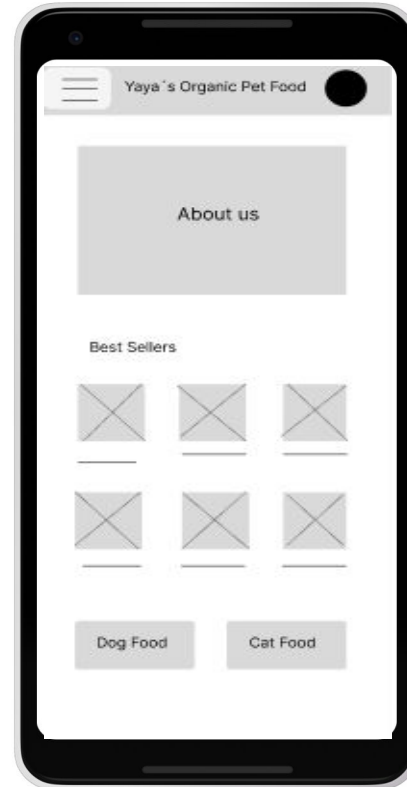 Yaya´s Organic Pet Food
About us
Best Sellers
Dog Food
Cat Food